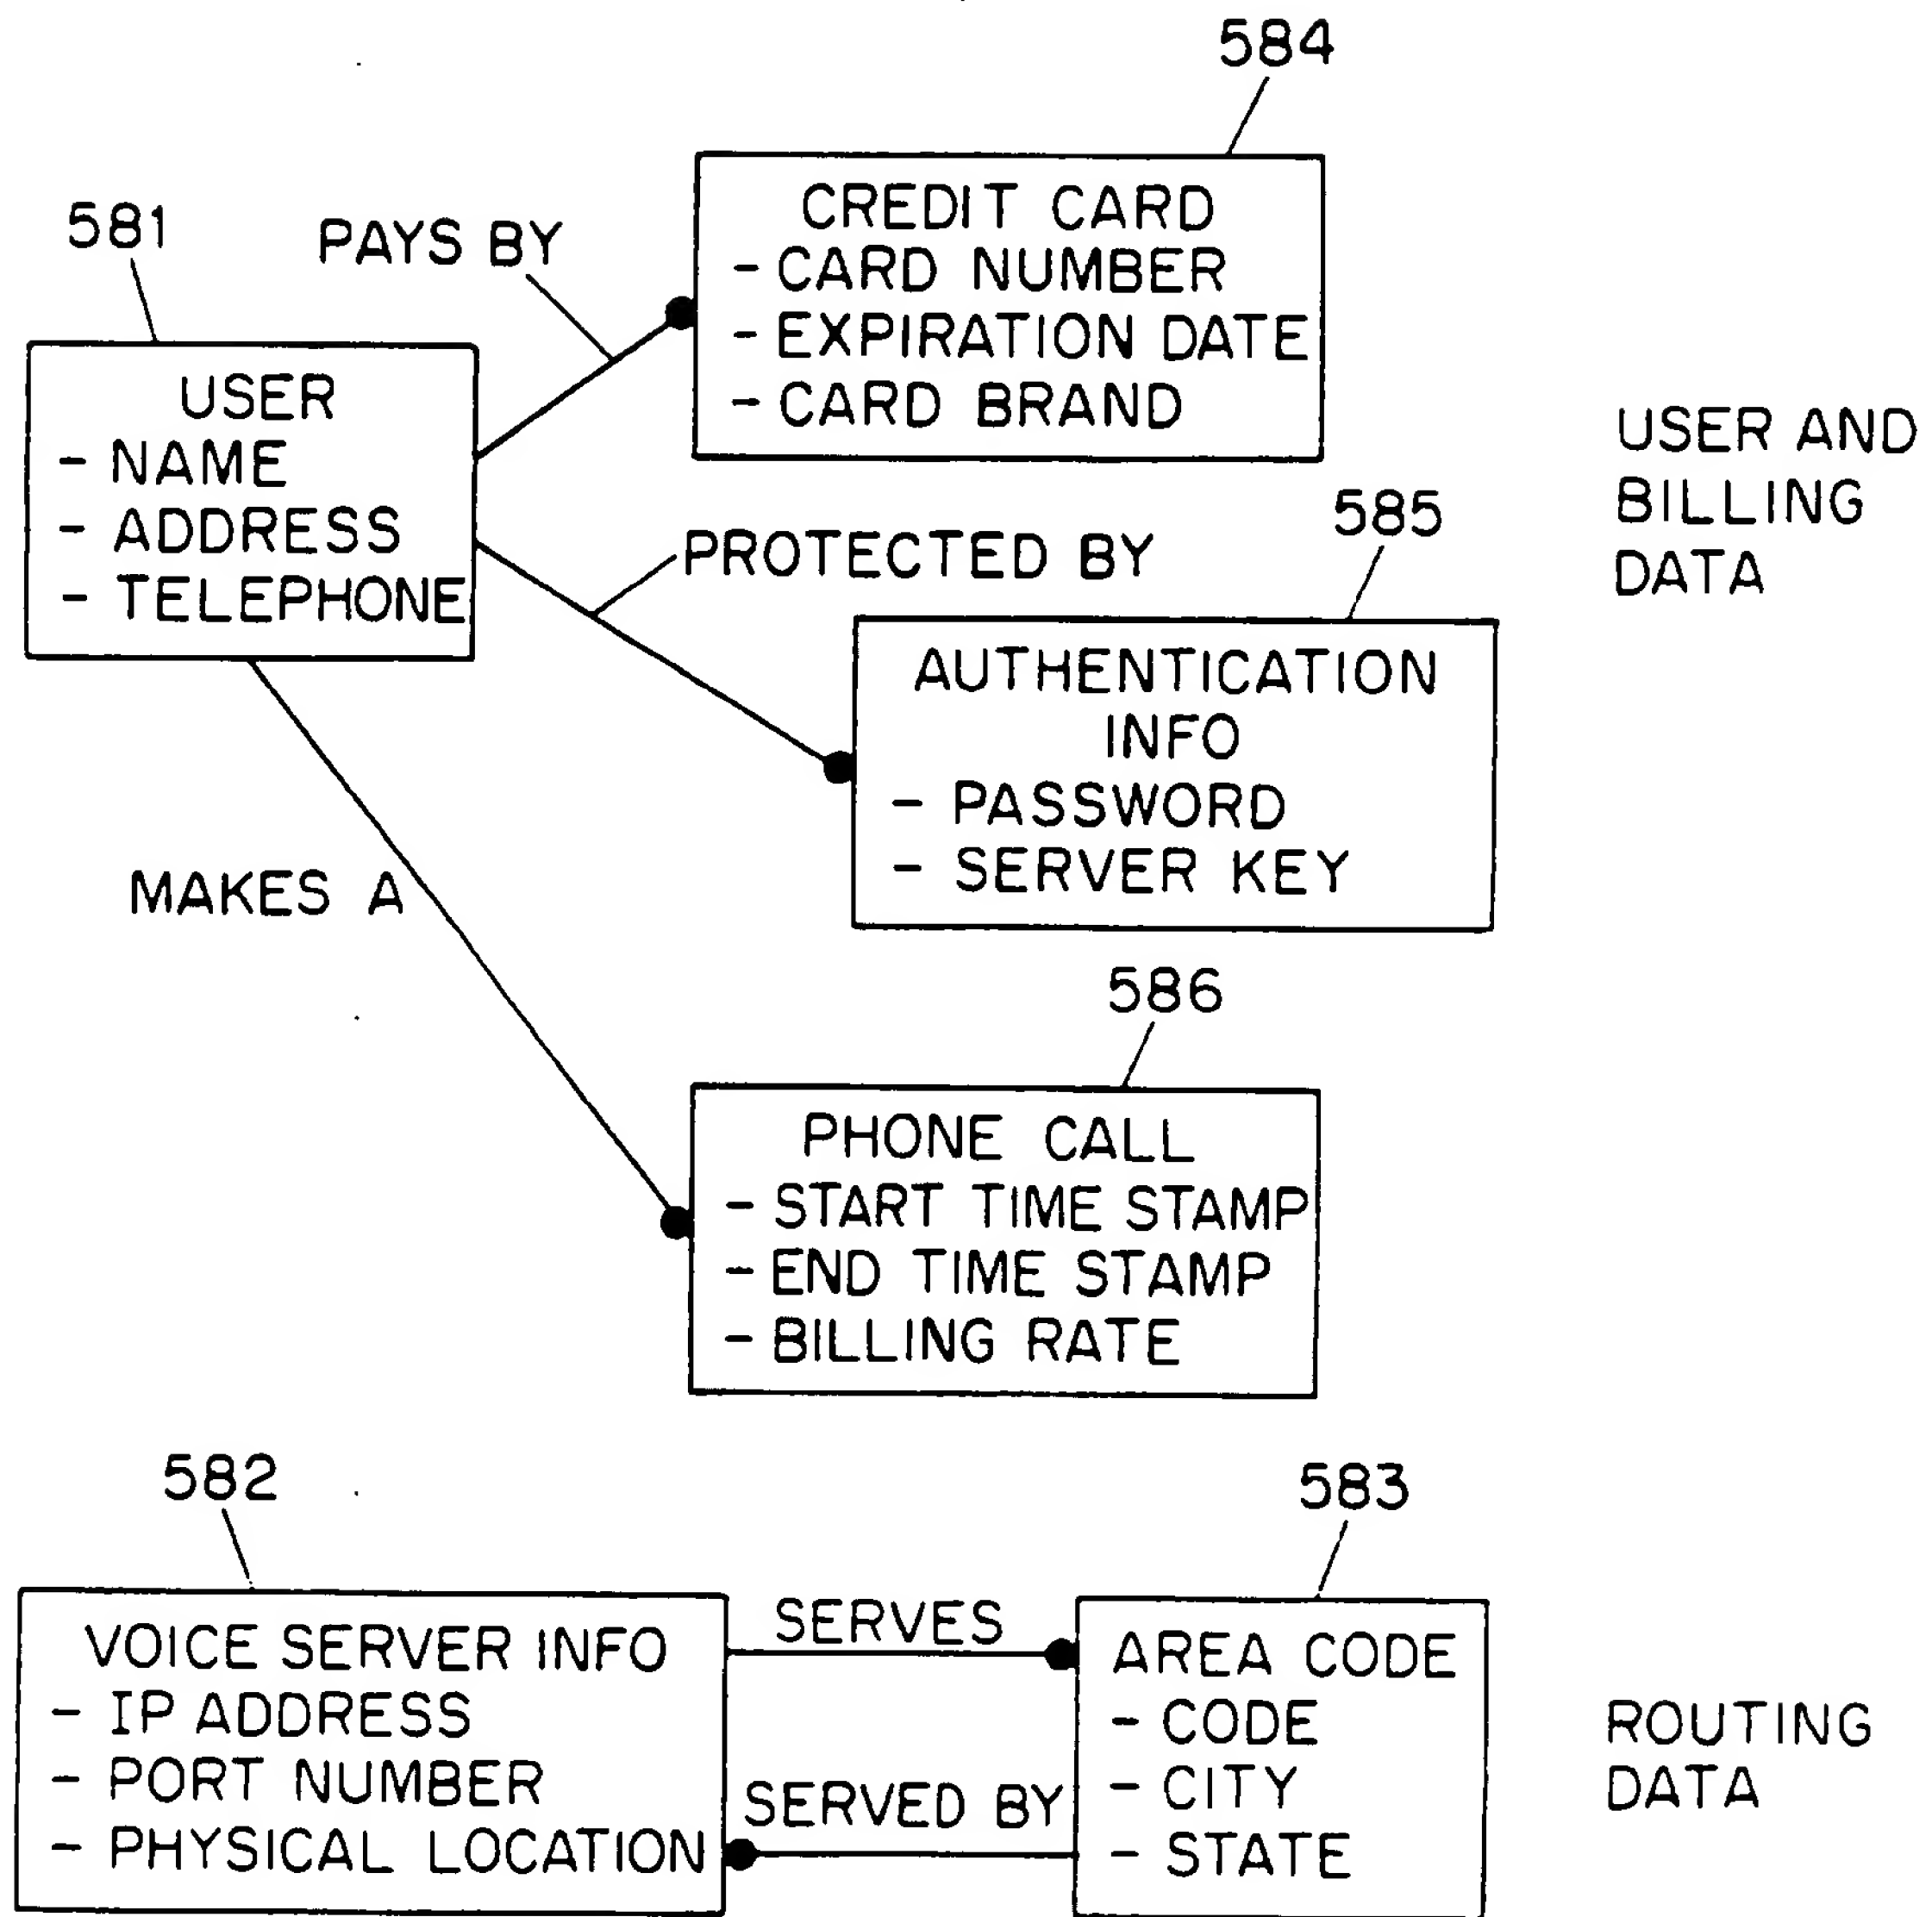 584
CREDIT CARD
- CARD NUMBER
- EXPIRATION DATE
- CARD BRAND
581
PAYS BY
USER
- NAME
- ADDRESS
- TELEPHONE
USER AND
BILLING
DATA
585
PROTECTED BY
AUTHENTICATION
INFO
- PASSWORD
- SERVER KEY
MAKES A
586
PHONE CALL
- START TIME STAMP
- END TIME STAMP
- BILLING RATE
582
VOICE SERVER INFO
- IP ADDRESS
- PORT NUMBER
- PHYSICAL LOCATION
SERVES
SERVED BY
583
AREA CODE
- CODE
- CITY
- STATE
ROUTING
DATA